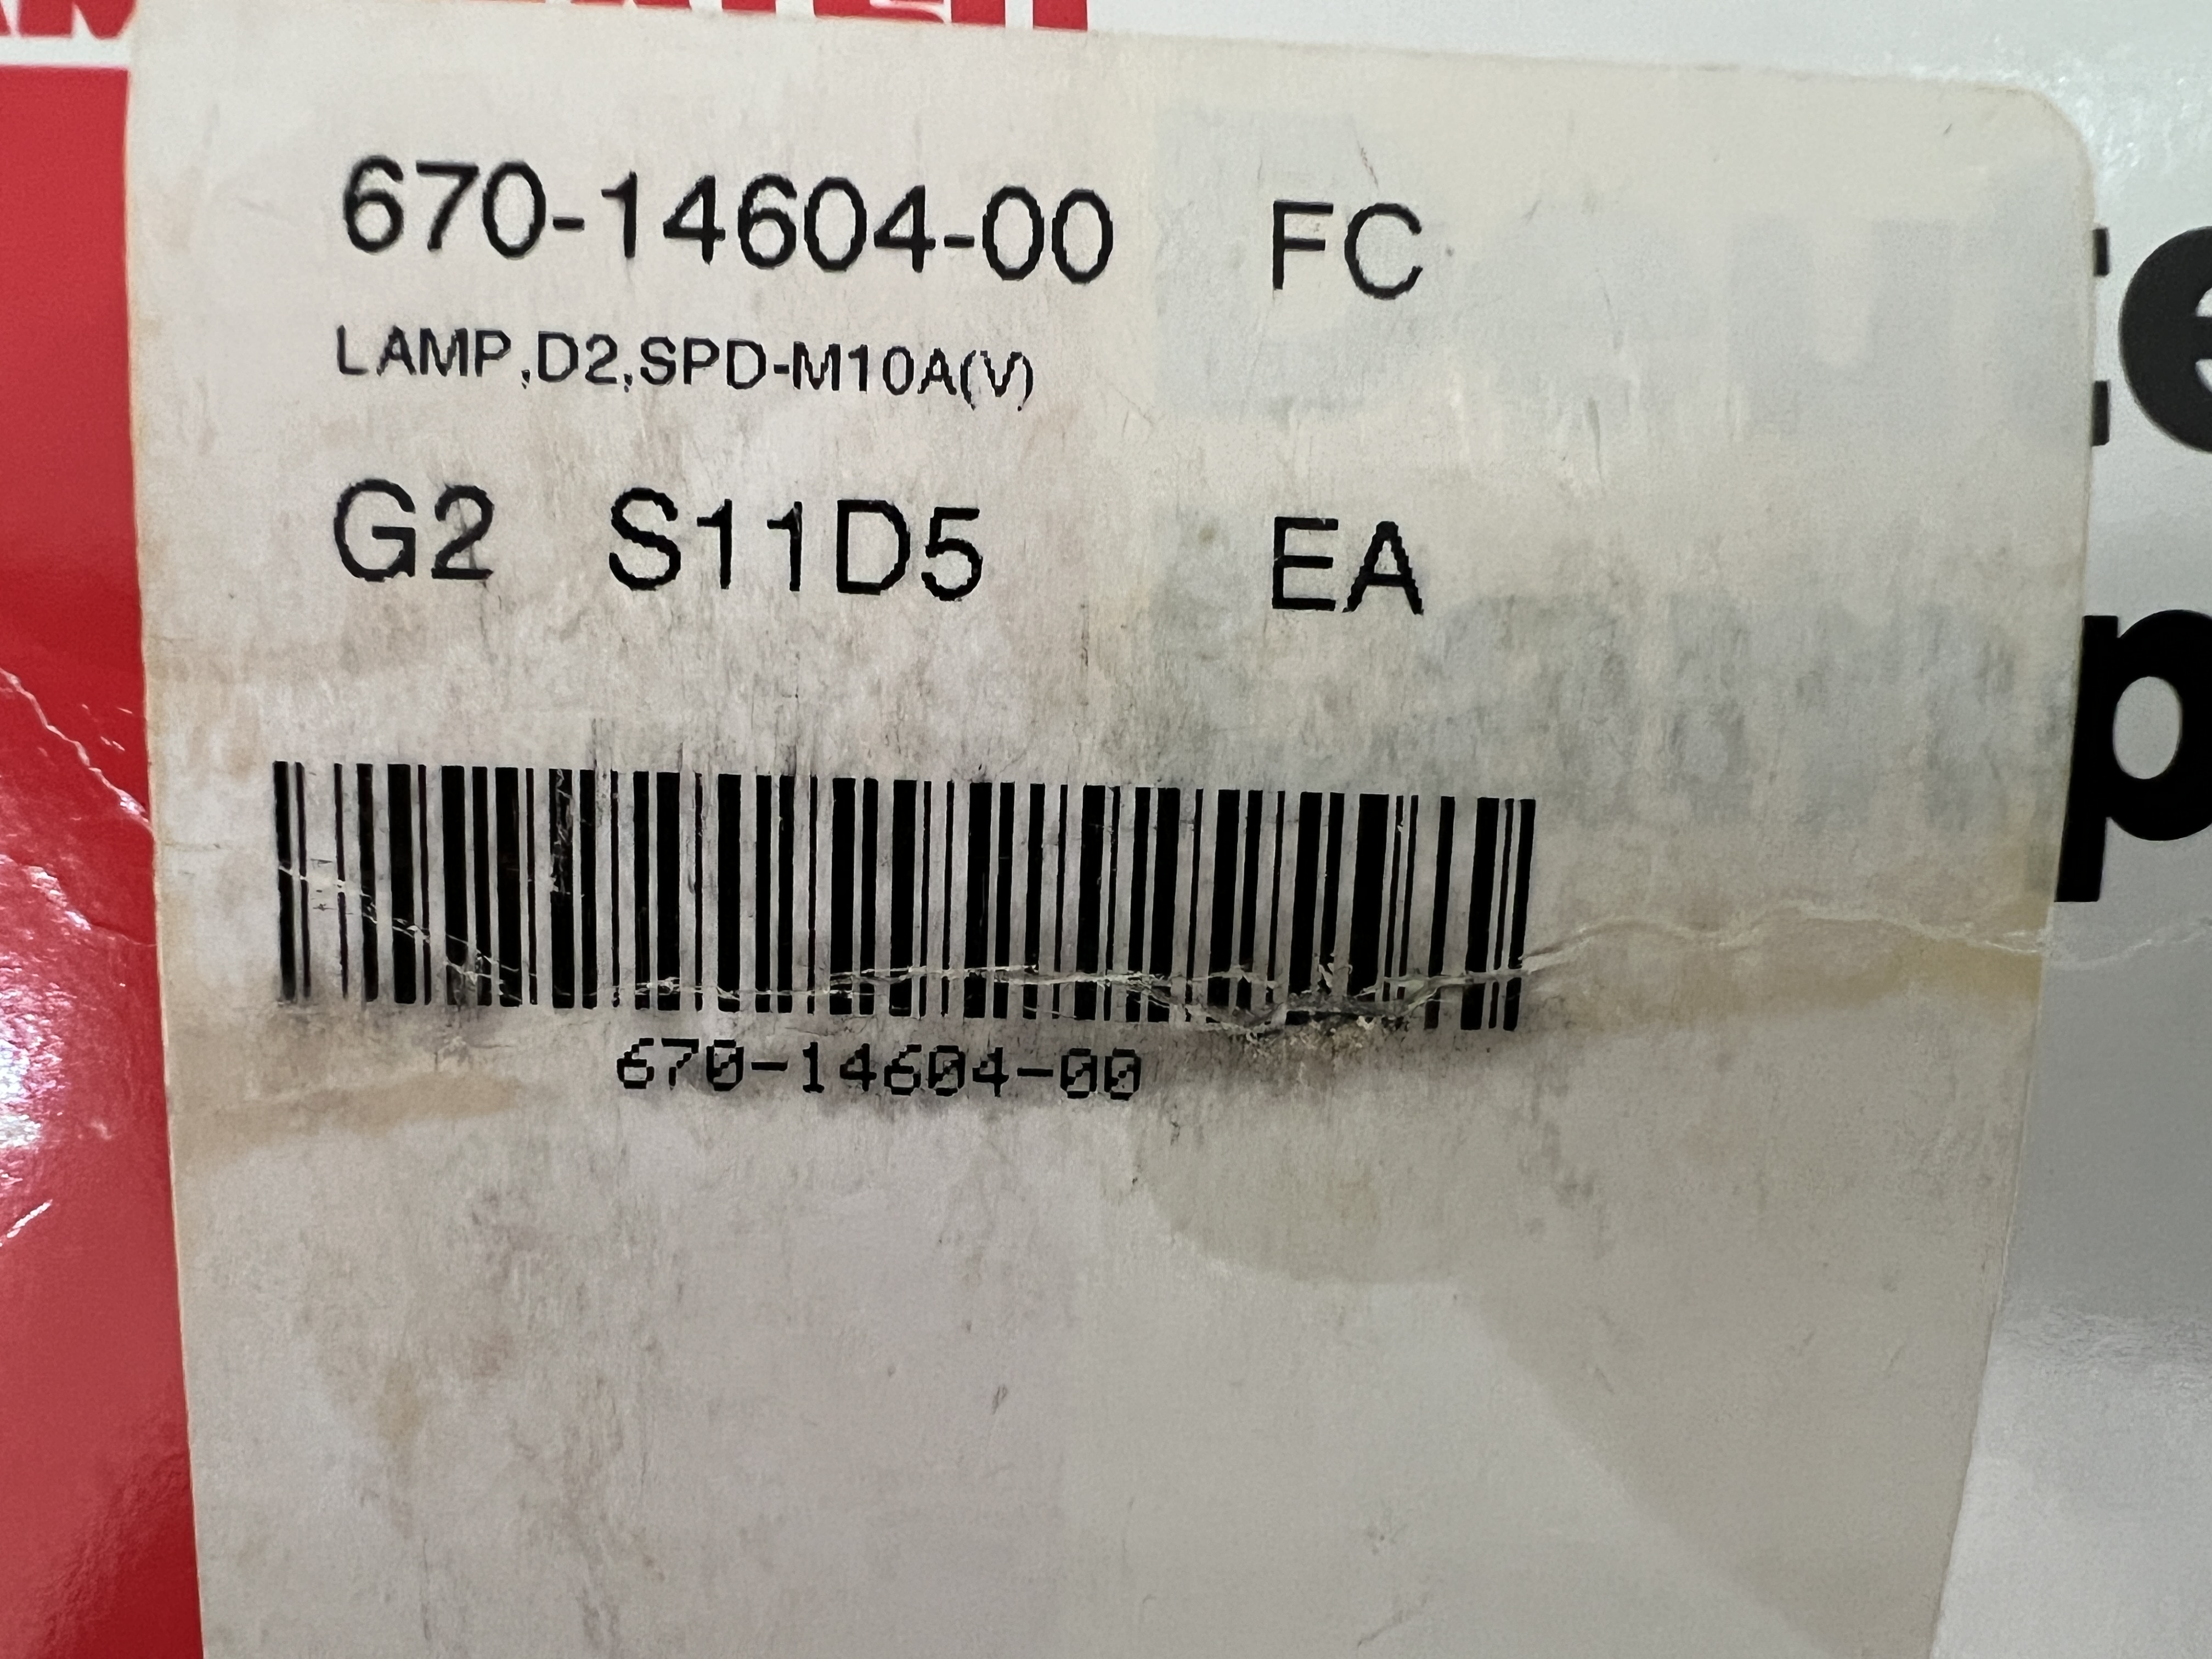 670-14604-00 FC
LAMP,D2,SPD-M10A(V)
G2 S11D5 EA
670-14604-00